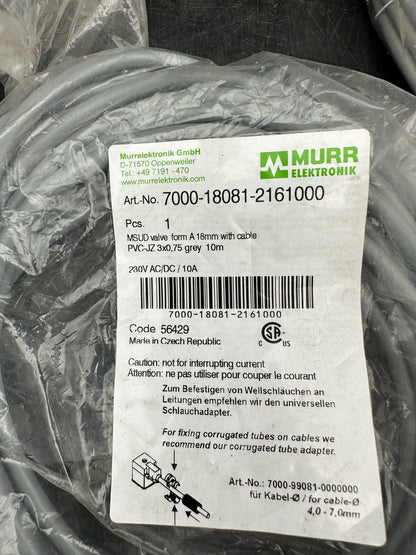 Murrelektronik GmbH
D-71570 Oppenweiler
Tel.: +49 7191 - 470
www.murrelektronik.com
MURR
ELEKTRONIK
Art.-No. 7000-18081-2161000
Pcs. 1
MSUD valve form A 18mm with cable
PVC-JZ 3x0,75 grey 10m
230V AC/DC / 10A
7000-18081-2161000
Code 56429
Made in Czech Republic
C SA US
Caution: not for interrupting current
Attention: ne pas utiliser pour couper le courant
Zum Befestigen von Wellschläuchen an
Leitungen empfehlen wir den universellen
Schlauchadapter.
For fixing corrugated tubes on cables we
recommend our corrugated tube adapter.
Art.-No.: 7000-99081-0000000
für Kabel-Ø / for cable-Ø
4,0 - 7,0mm